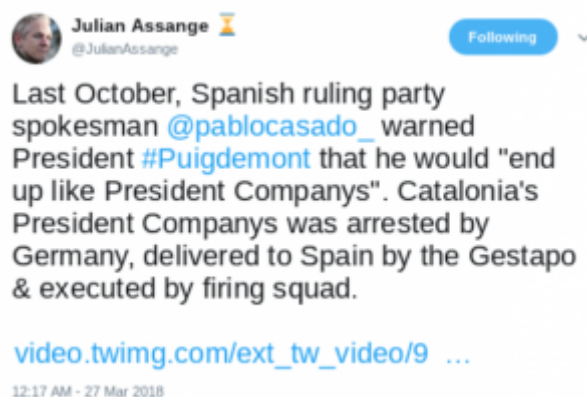 Julian Assange ⌛
@JulianAssange
Following
Last October, Spanish ruling party
spokesman @pablocasado_ warned
President #Puigdemont that he would "end
up like President Companys". Catalonia's
President Companys was arrested by
Germany, delivered to Spain by the Gestapo
& executed by firing squad.
video.twimg.com/ext_tw_video/9 …
12:17 AM - 27 Mar 2018